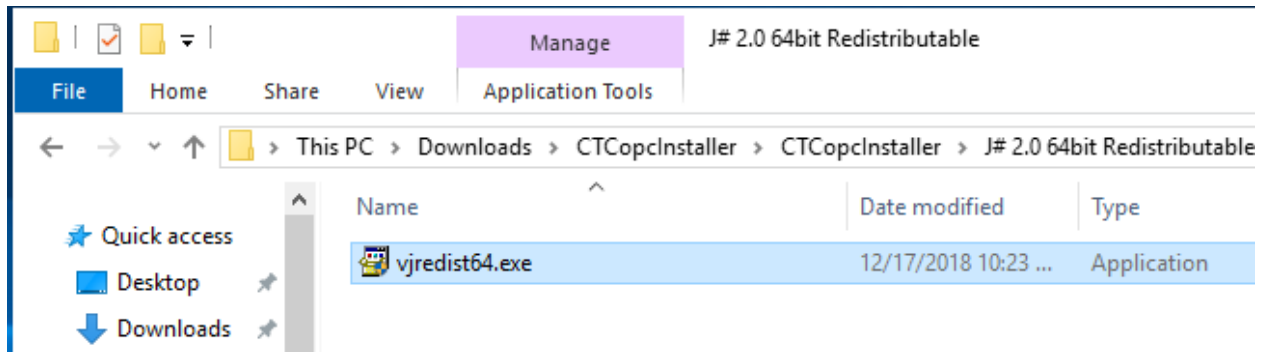 Manage J# 2.0 64bit Redistributable
File Home Share View Application Tools
This PC > Downloads > CTCopcInstaller > CTCopcInstaller > J# 2.0 64bit Redistributable
Name Date modified Type
Quick access
vjredist64.exe 12/17/2018 10:23 ... Application
Desktop
Downloads